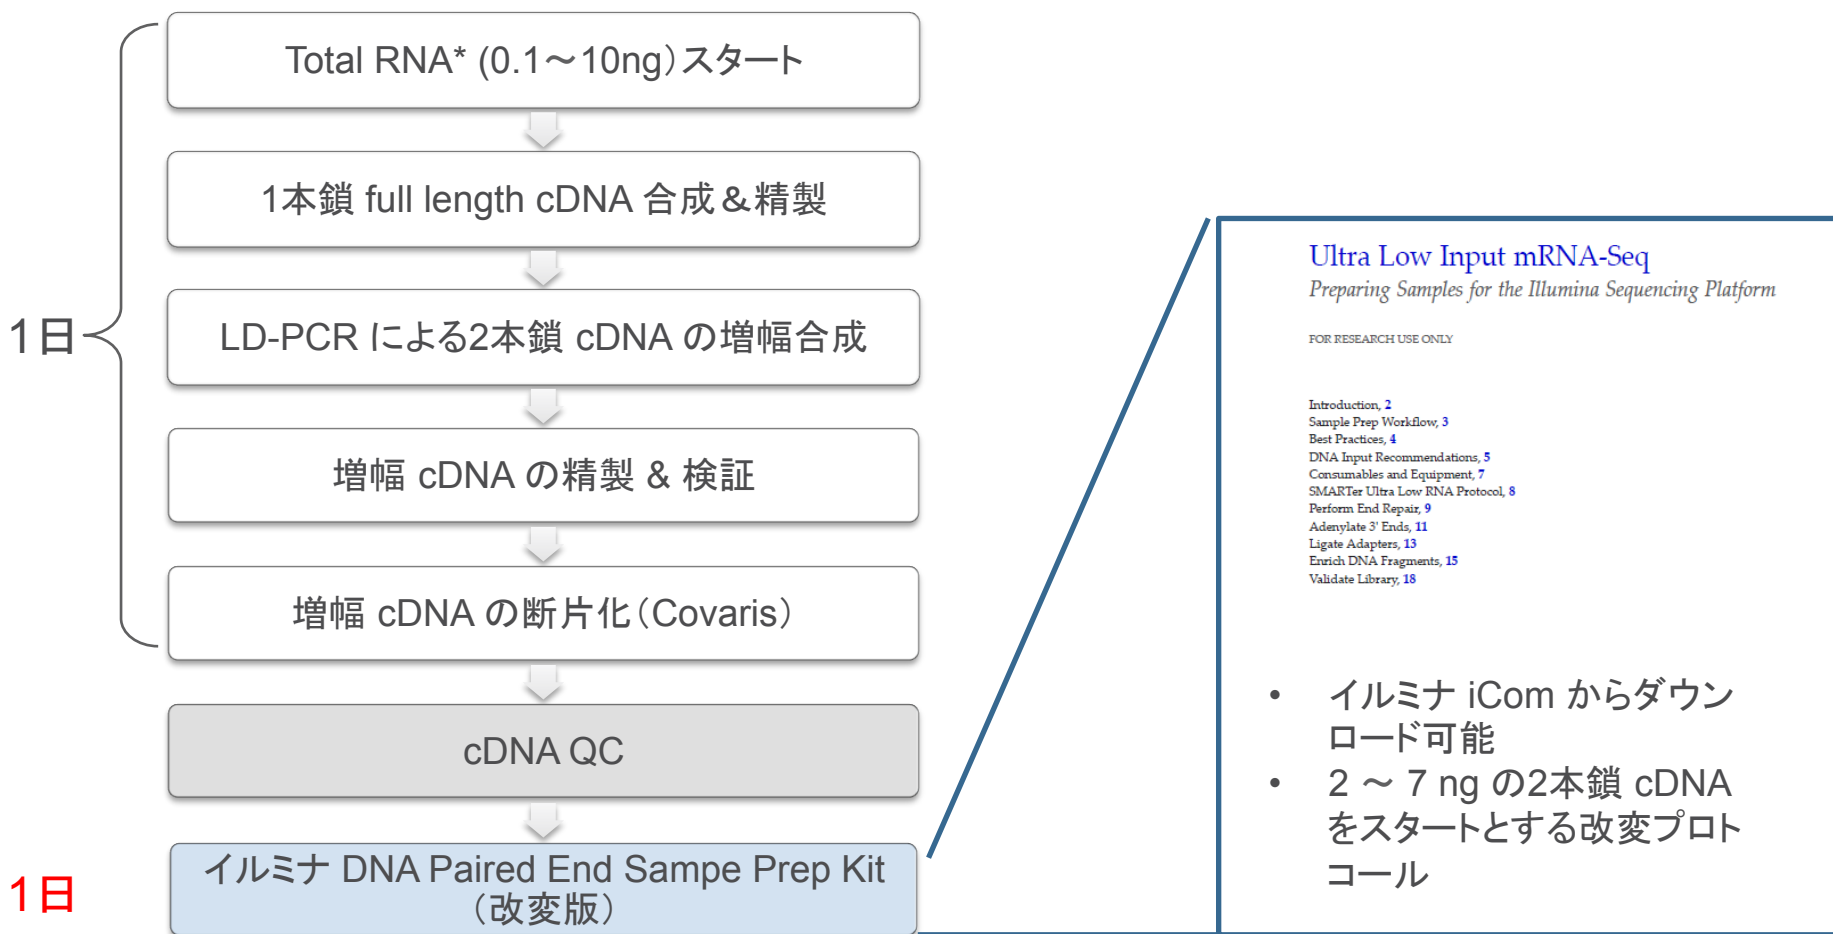 Total RNA* (0.1～10ng）スタート
1本鎖 full length cDNA 合成＆精製
1日
LD-PCR による2本鎖 cDNA の増幅合成
増幅 cDNA の精製 & 検証
増幅 cDNA の断片化（Covaris）
cDNA QC
1日
イルミナ DNA Paired End Sampe Prep Kit
（改変版）
Ultra Low Input mRNA-Seq
Preparing Samples for the Illumina Sequencing Platform
FOR RESEARCH USE ONLY
Introduction, 2
Sample Prep Workflow, 3
Best Practices, 4
DNA Input Recommendations, 5
Consumables and Equipment, 7
SMARTer Ultra Low RNA Protocol, 8
Perform End Repair, 9
Adenylate 3' Ends, 11
Ligate Adapters, 13
Enrich DNA Fragments, 15
Validate Library, 18
• イルミナ iCom からダウン
ロード可能
• 2 ～ 7 ng の2本鎖 cDNA
をスタートとする改変プロト
コール